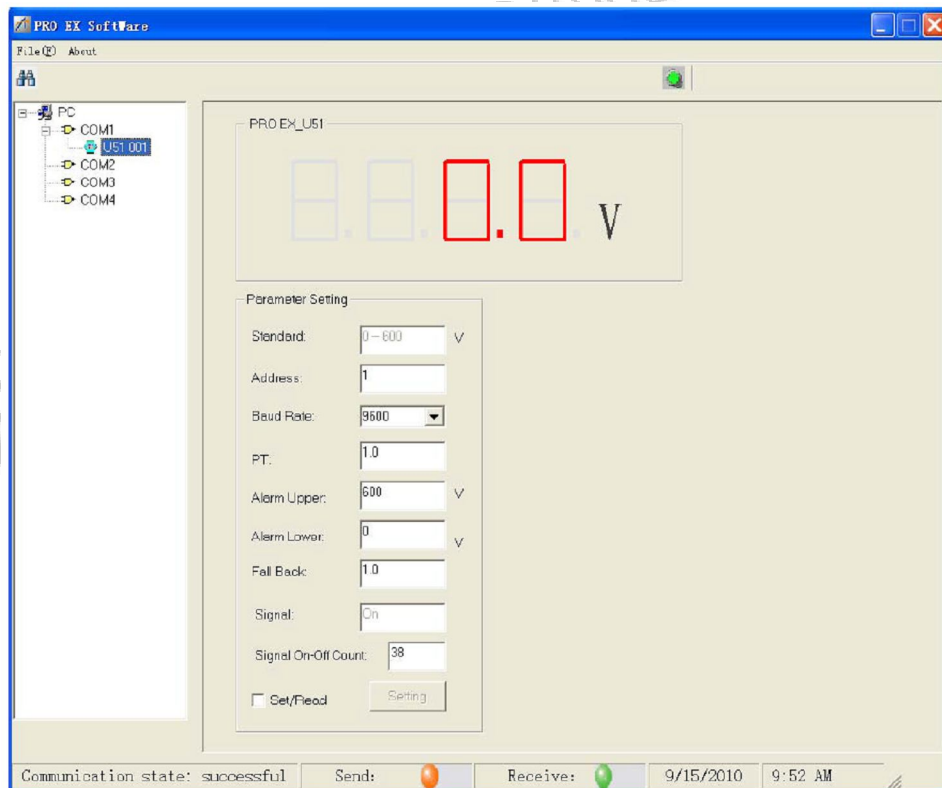 PRO EX SoftWare
File(F) About
PC
COM1
U51 001
COM2
COM3
COM4
PRO EX_U51
0.0 V
Parameter Setting
Standard: 0-600 V
Address: 1
Baud Rate: 9600
PT: 1.0
Alarm Upper: 600 V
Alarm Lower: 0 V
Fall Back: 1.0
Signal: On
Signal On-Off Count: 38
Set/Read Setting
Communication state: successful Send: Receive: 9/15/2010 9:52 AM